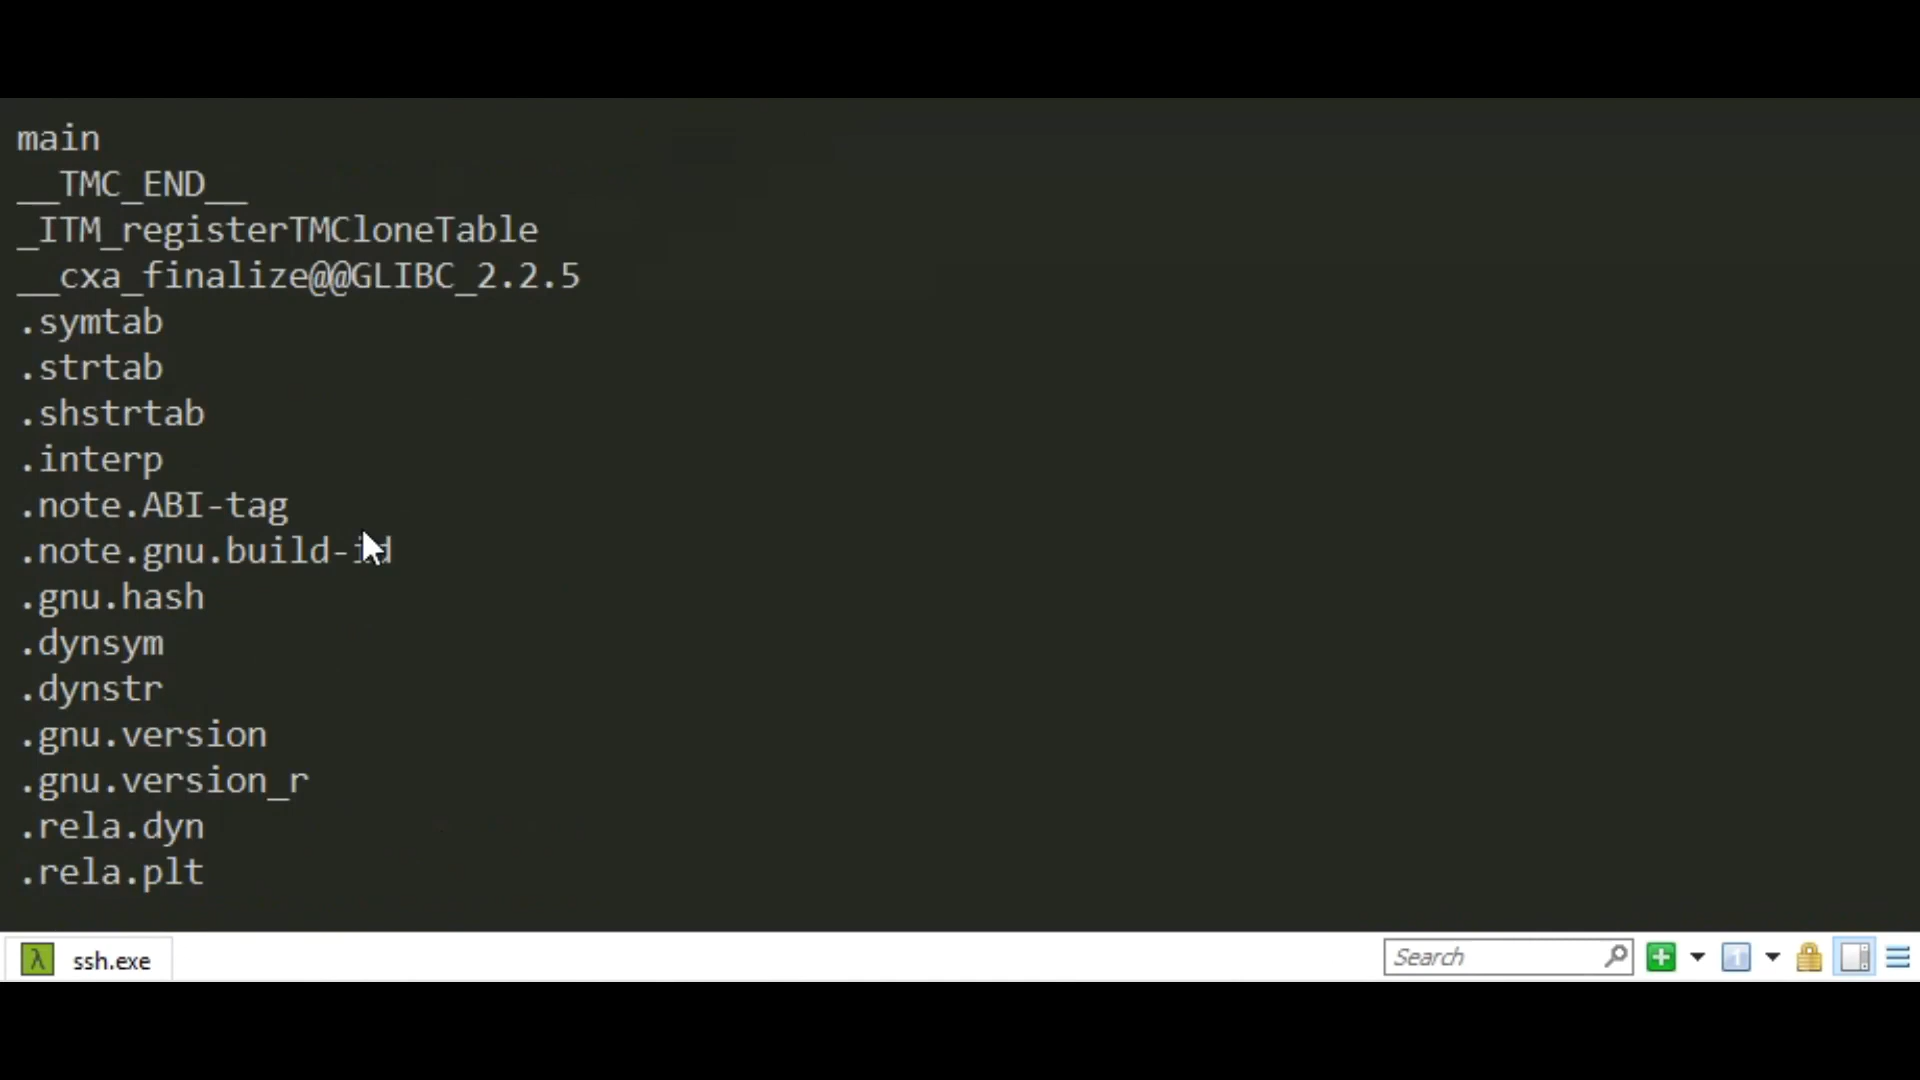 main
__TMC_END__
_ITM_registerTMCloneTable
__cxa_finalize@@GLIBC_2.2.5
.symtab
.strtab
.shstrtab
.interp
.note.ABI-tag
.note.gnu.build-id
.gnu.hash
.dynsym
.dynstr
.gnu.version
.gnu.version_r
.rela.dyn
.rela.plt
λ ssh.exe
Search